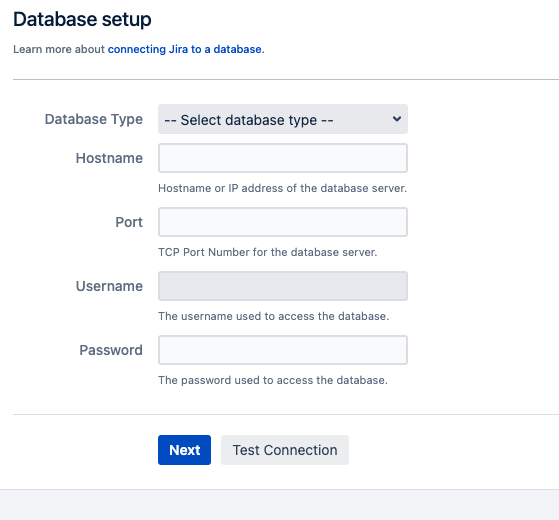 Database setup
Learn more about connecting Jira to a database.
Database Type -- Select database type --
Hostname
Hostname or IP address of the database server.
Port
TCP Port Number for the database server.
Username
The username used to access the database.
Password
The password used to access the database.
Next Test Connection